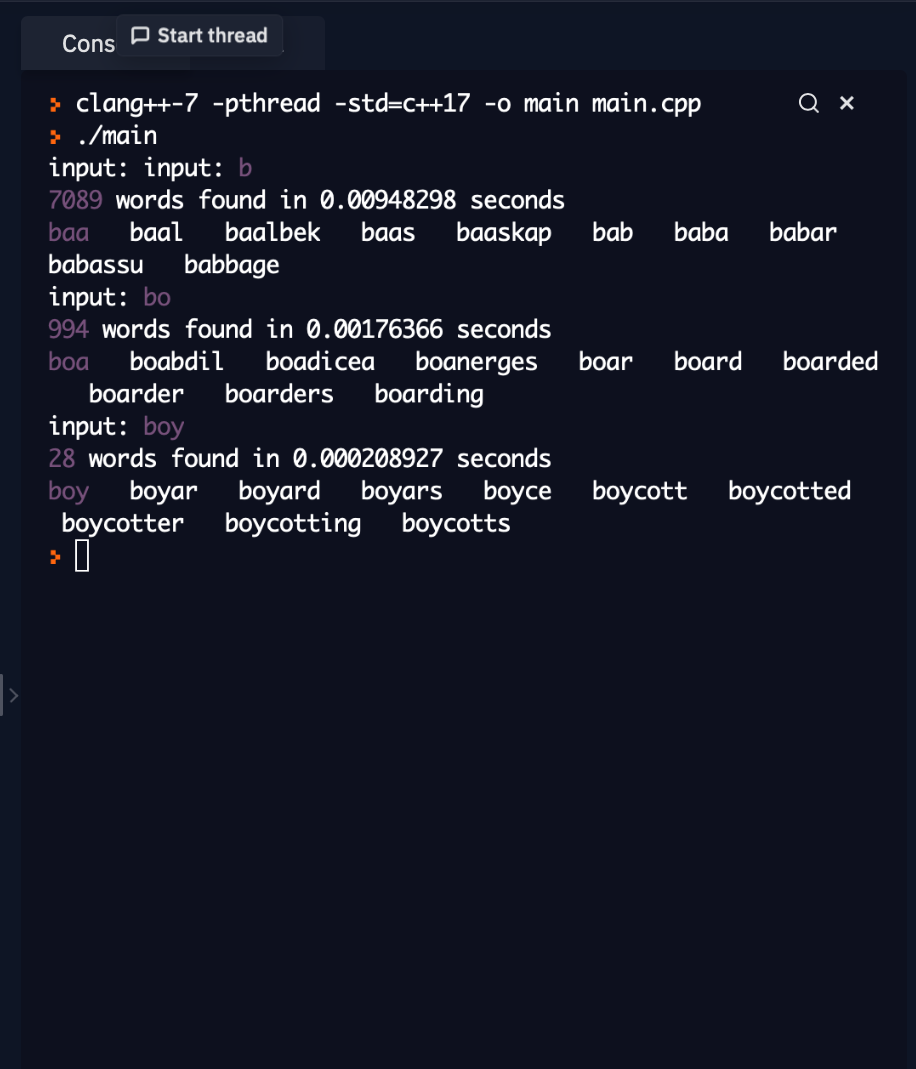 Cons
Start thread
clang++-7 -pthread -std=c++17 -o main main.cpp
./main
input: input: b
7089 words found in 0.00948298 seconds
baa   baal   baalbek   baas   baaskap   bab   baba   babar
babassu   babbage
input: bo
994 words found in 0.00176366 seconds
boa   boabdil   boadicea   boanerges   boar   board   boarded
   boarder   boarders   boarding
input: boy
28 words found in 0.000208927 seconds
boy   boyar   boyard   boyars   boyce   boycott   boycotted
 boycotter   boycotting   boycotts